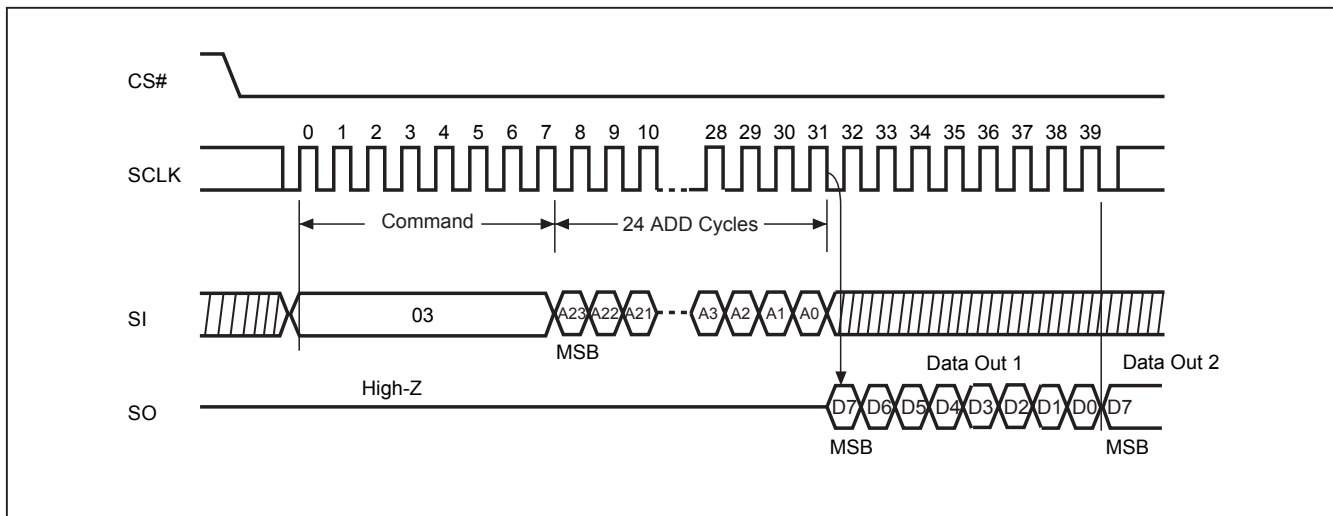 CS#
0 1 2 3 4 5 6 7 8 9 10 28 29 30 31 32 33 34 35 36 37 38 39
SCLK
Command 24 ADD Cycles
SI 03 A23 A22 A21 A3 A2 A1 A0
MSB
Data Out 1 Data Out 2
High-Z
SO D7 D6 D5 D4 D3 D2 D1 D0 D7
MSB MSB